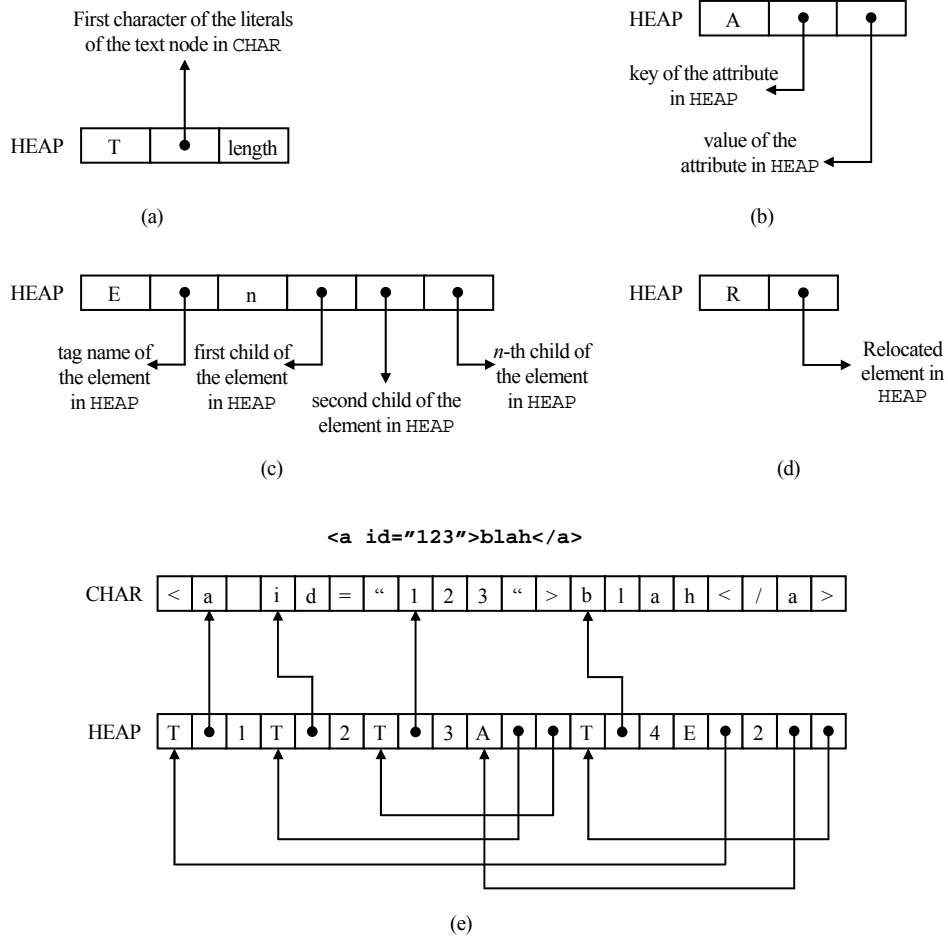 First character of the literals
of the text node in CHAR
HEAP T length
(a)
HEAP A
key of the attribute
in HEAP
value of the
attribute in HEAP
(b)
HEAP E n
tag name of
the element
in HEAP
first child of
the element
in HEAP
second child of the
element in HEAP
n-th child of
the element
in HEAP
(c)
HEAP R
Relocated
element in
HEAP
(d)
<a id=”123”>blah</a>
CHAR < a i d = “ 1 2 3 “ > b l a h < / a >
HEAP T 1 T 2 T 3 A T 4 E 2
(e)